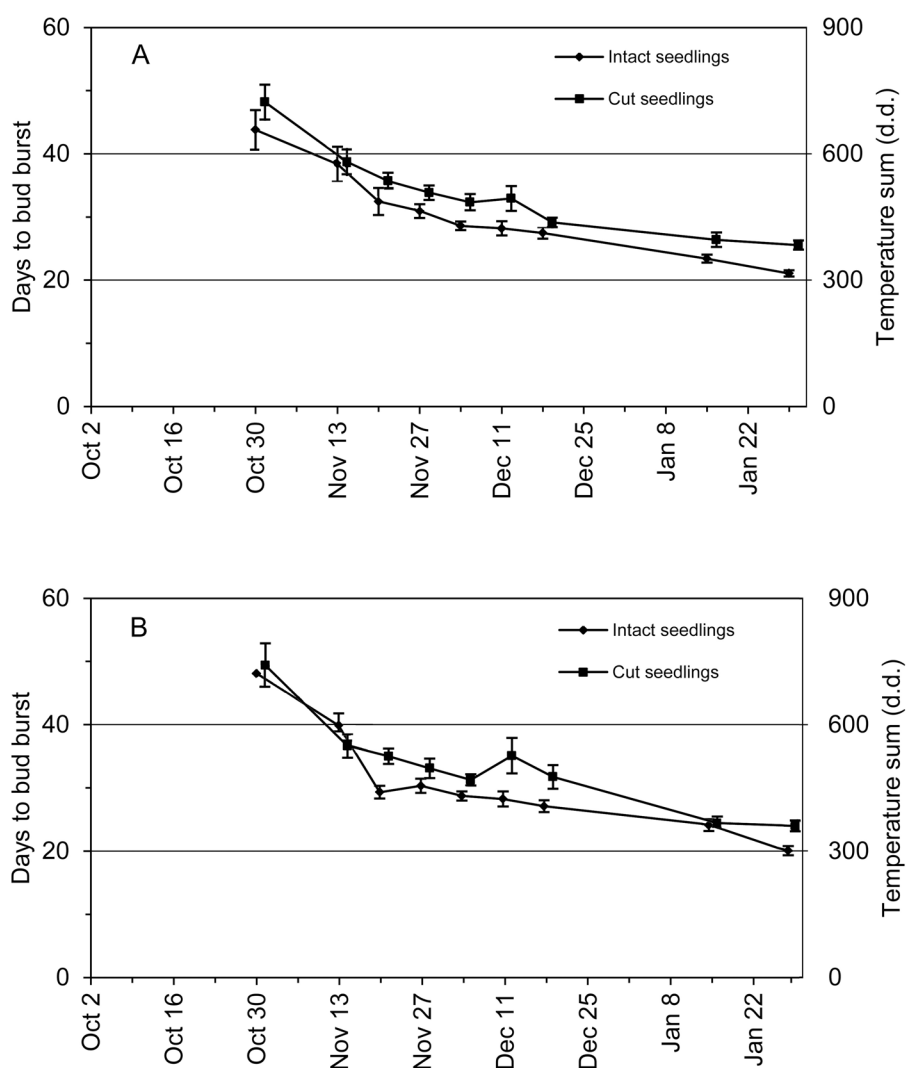 60
900
A
Intact seedlings
Cut seedlings
40
600
Days to bud burst
Temperature sum (d.d.)
20
300
0
0
Oct 2
Oct 16
Oct 30
Nov 13
Nov 27
Dec 11
Dec 25
Jan 8
Jan 22
60
900
B
Intact seedlings
Cut seedlings
40
600
Days to bud burst
Temperature sum (d.d.)
20
300
0
0
Oct 2
Oct 16
Oct 30
Nov 13
Nov 27
Dec 11
Dec 25
Jan 8
Jan 22